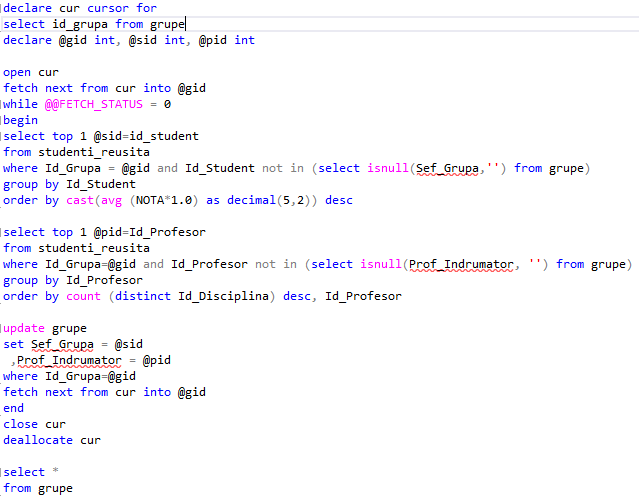 declare cur cursor for
select id_grupa from grupe
declare @gid int, @sid int, @pid int
open cur
fetch next from cur into @gid
while @@FETCH_STATUS = 0
begin
select top 1 @sid=id_student
from studenti_reusita
where Id_Grupa = @gid and Id_Student not in (select isnull(Sef_Grupa,'') from grupe)
group by Id_Student
order by cast(avg (NOTA*1.0) as decimal(5,2)) desc
select top 1 @pid=Id_Profesor
from studenti_reusita
where Id_Grupa=@gid and Id_Profesor not in (select isnull(Prof_Indrumator, '') from grupe)
group by Id_Profesor
order by count (distinct Id_Disciplina) desc, Id_Profesor
update grupe
set Sef_Grupa = @sid
,Prof_Indrumator = @pid
where Id_Grupa=@gid
fetch next from cur into @gid
end
close cur
deallocate cur
select *
from grupe